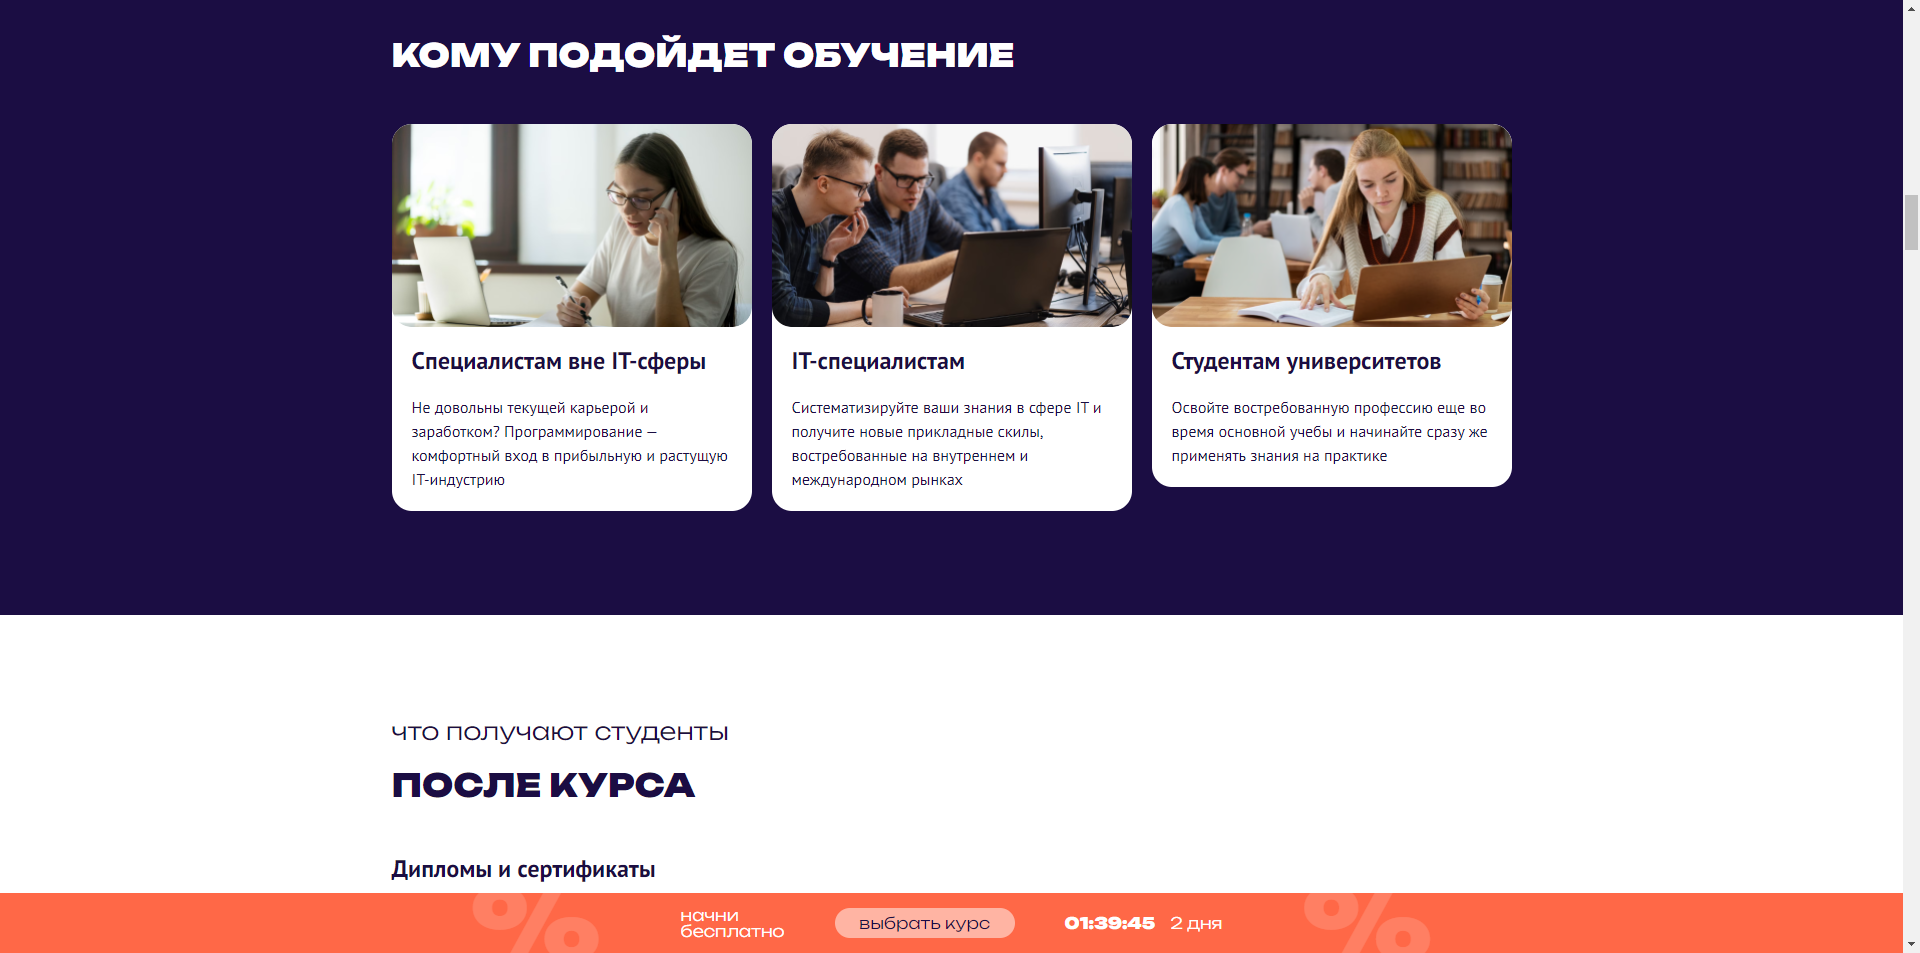 КОМУ ПОДОЙДЕТ ОБУЧЕНИЕ
Специалистам вне IT-сферы
Не довольны текущей карьерой и
заработком? Программирование —
комфортный вход в прибыльную и растущую
IT-индустрию
IT-специалистам
Систематизируйте ваши знания в сфере IT и
получите новые прикладные скилы,
востребованные на внутреннем и
международном рынках
Студентам университетов
Освойте востребованную профессию еще во
время основной учебы и начинайте сразу же
применять знания на практике
что получают студенты
ПОСЛЕ КУРСА
Дипломы и сертификаты
%
начни
бесплатно
выбрать курс
01:39:45 2 дня
%